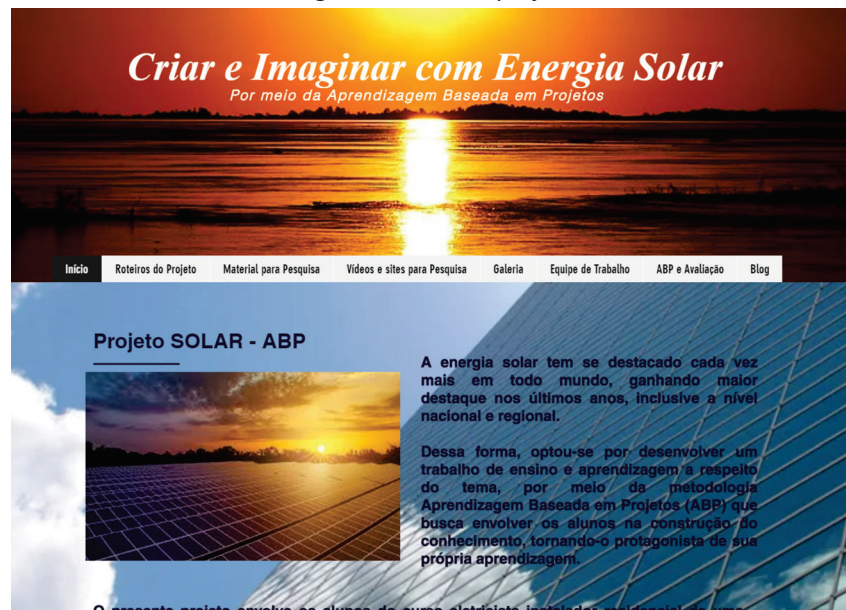 Criar e Imaginar com Energia Solar
Por meio da Aprendizagem Baseada em Projetos
Início Roteiros do Projeto Material para Pesquisa Vídeos e sites para Pesquisa Galeria Equipe de Trabalho ABP e Avaliação Blog
Projeto SOLAR - ABP
A energia solar tem se destacado cada vez
mais em todo mundo, ganhando maior
destaque nos últimos anos, inclusive a nível
nacional e regional.
Dessa forma, optou-se por desenvolver um
trabalho de ensino e aprendizagem a respeito
do tema, por meio da metodologia
Aprendizagem Baseada em Projetos (ABP) que
busca envolver os alunos na construção do
conhecimento, tornando-o protagonista de sua
própria aprendizagem.